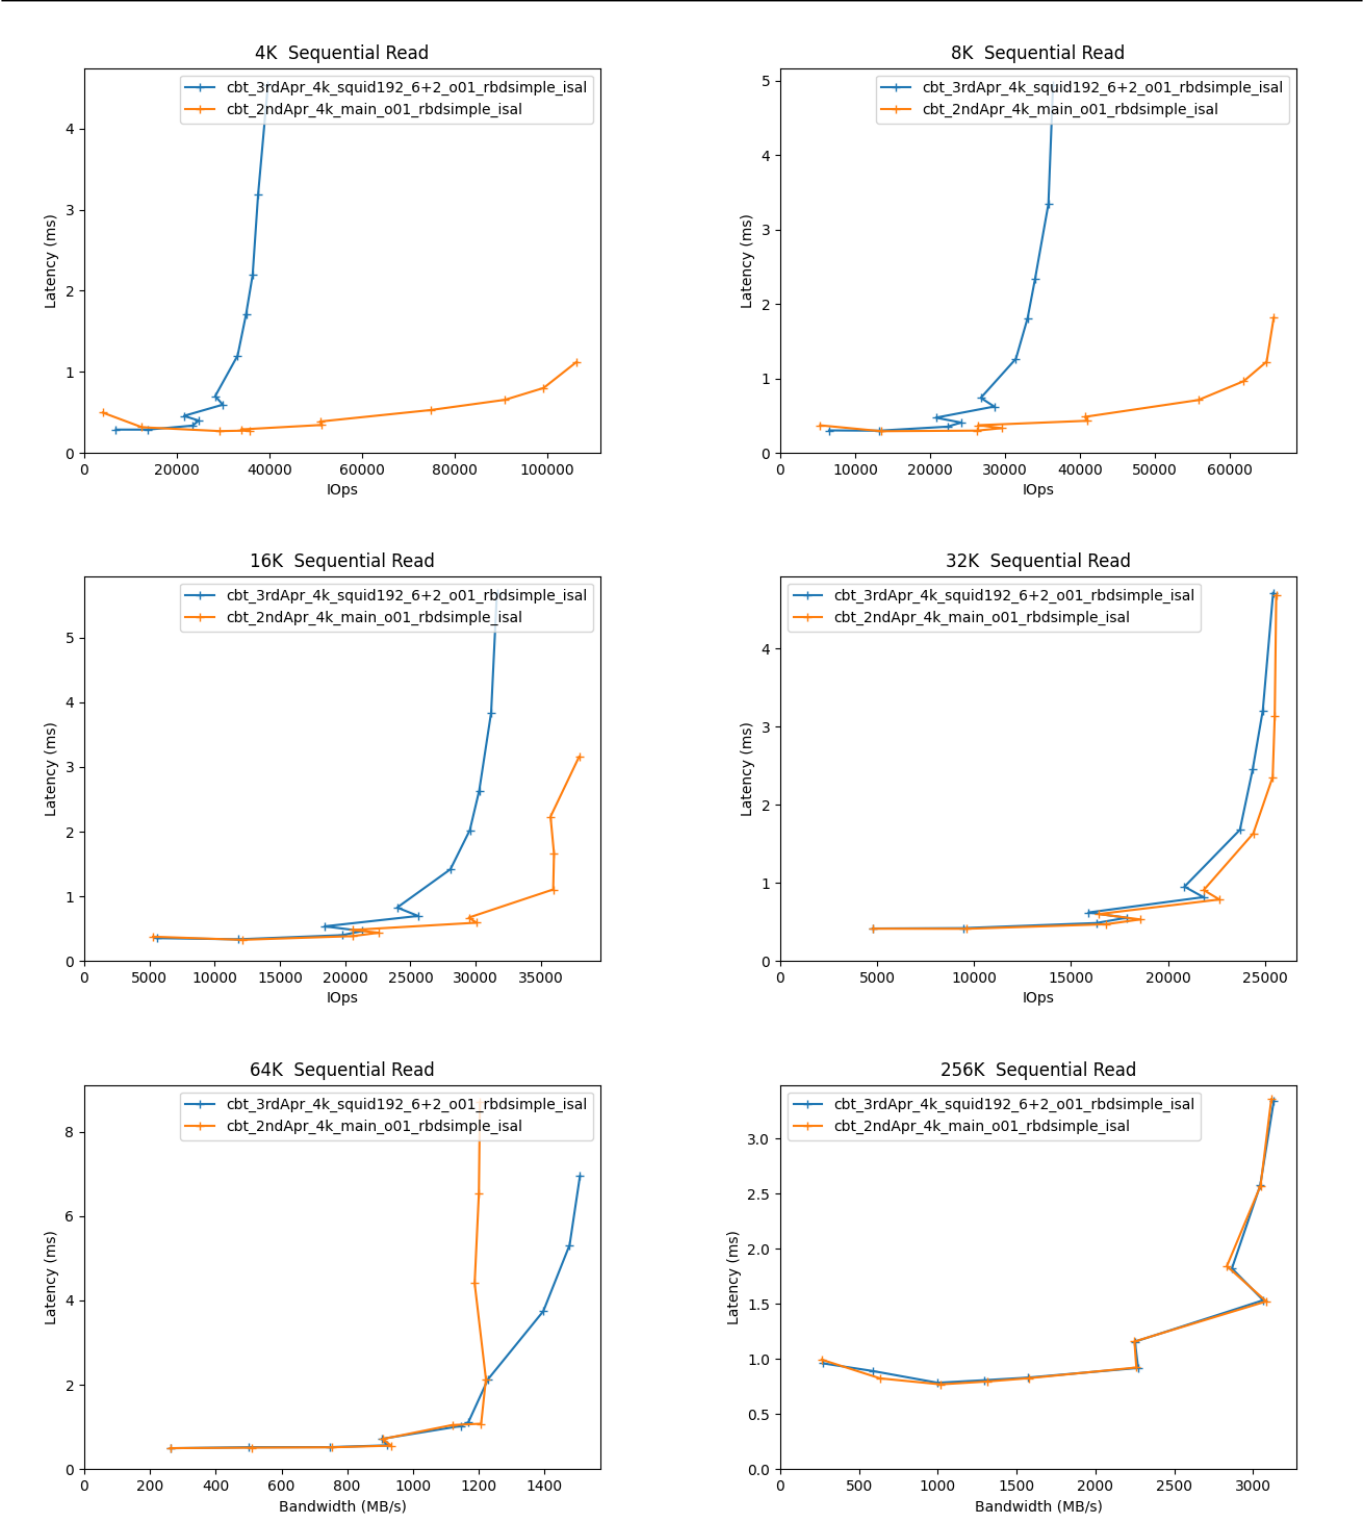 4K  Sequential Read
cbt_3rdApr_4k_squid192_6+2_o01_rbdsimple_isal
cbt_2ndApr_4k_main_o01_rbdsimple_isal
Latency (ms)
4
3
2
1
0
0 20000 40000 60000 80000 100000
IOps
8K  Sequential Read
cbt_3rdApr_4k_squid192_6+2_o01_rbdsimple_isal
cbt_2ndApr_4k_main_o01_rbdsimple_isal
Latency (ms)
5
4
3
2
1
0
0 10000 20000 30000 40000 50000 60000
IOps
16K  Sequential Read
cbt_3rdApr_4k_squid192_6+2_o01_rbdsimple_isal
cbt_2ndApr_4k_main_o01_rbdsimple_isal
Latency (ms)
5
4
3
2
1
0
0 5000 10000 15000 20000 25000 30000 35000
IOps
32K  Sequential Read
cbt_3rdApr_4k_squid192_6+2_o01_rbdsimple_isal
cbt_2ndApr_4k_main_o01_rbdsimple_isal
Latency (ms)
4
3
2
1
0
0 5000 10000 15000 20000 25000
IOps
64K  Sequential Read
cbt_3rdApr_4k_squid192_6+2_o01_rbdsimple_isal
cbt_2ndApr_4k_main_o01_rbdsimple_isal
Latency (ms)
8
6
4
2
0
0 200 400 600 800 1000 1200 1400
Bandwidth (MB/s)
256K  Sequential Read
cbt_3rdApr_4k_squid192_6+2_o01_rbdsimple_isal
cbt_2ndApr_4k_main_o01_rbdsimple_isal
Latency (ms)
3.0
2.5
2.0
1.5
1.0
0.5
0.0
0 500 1000 1500 2000 2500 3000
Bandwidth (MB/s)